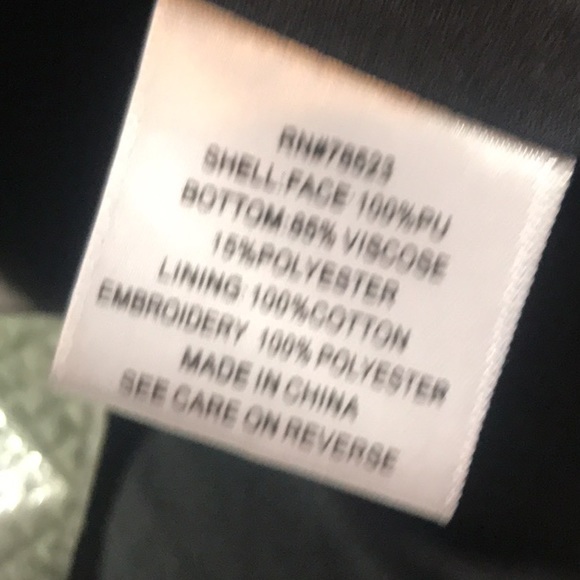 RN#78523
SHELL:FACE 100%PU
BOTTOM:85% VISCOSE
15%POLYESTER
LINING 100%COTTON
EMBROIDERY 100% POLYESTER
MADE IN CHINA
SEE CARE ON REVERSE